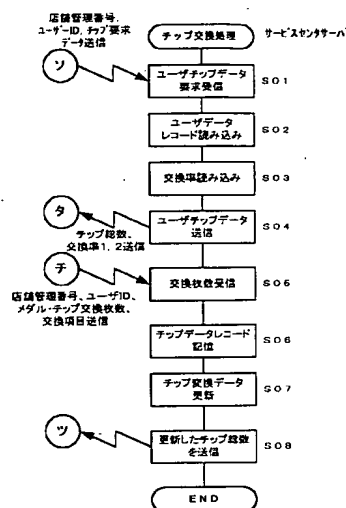 店舗管理番号、
ユーザーID、チップ要求
データ送信
チップ交換処理
サービスセンタサーバ
ソ
ユーザチップデータ
要求受信
S01
ユーザデータ
レコード読み込み
S02
交換率読み込み
S03
タ
ユーザチップデータ
送信
S04
チップ総数、
交換率1, 2送信
チ
交換枚数受信
S05
店舗管理番号、ユーザID、
メダル・チップ交換枚数、
交換項目送信
チップデータレコード
記憶
S06
チップ変換データ
更新
S07
ツ
更新したチップ総数
を送信
S08
END